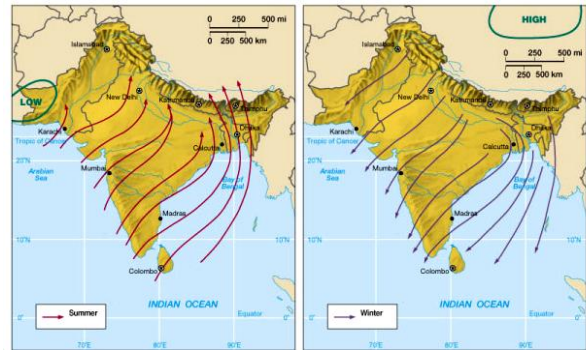 0 250 500 mi
0 250 500 km
Islamabad
LOW
New Delhi
Kathmandu
Thimphu
Karachi
Dhaka
Tropic of Cancer
Calcutta
20°N
Arabian
Sea
Mumbai
Bay of
Bengal
Madras
10°N
Colombo
INDIAN OCEAN
Summer
Equator
0°
70°E
80°E
90°E
HIGH
0 250 500 mi
0 250 500 km
Islamabad
New Delhi
Kathmandu
Thimphu
Karachi
Dhaka
Tropic of Cancer
Calcutta
20°N
Arabian
Sea
Mumbai
Bay of
Bengal
Madras
10°N
Colombo
INDIAN OCEAN
Winter
Equator
0°
70°E
80°E
90°E